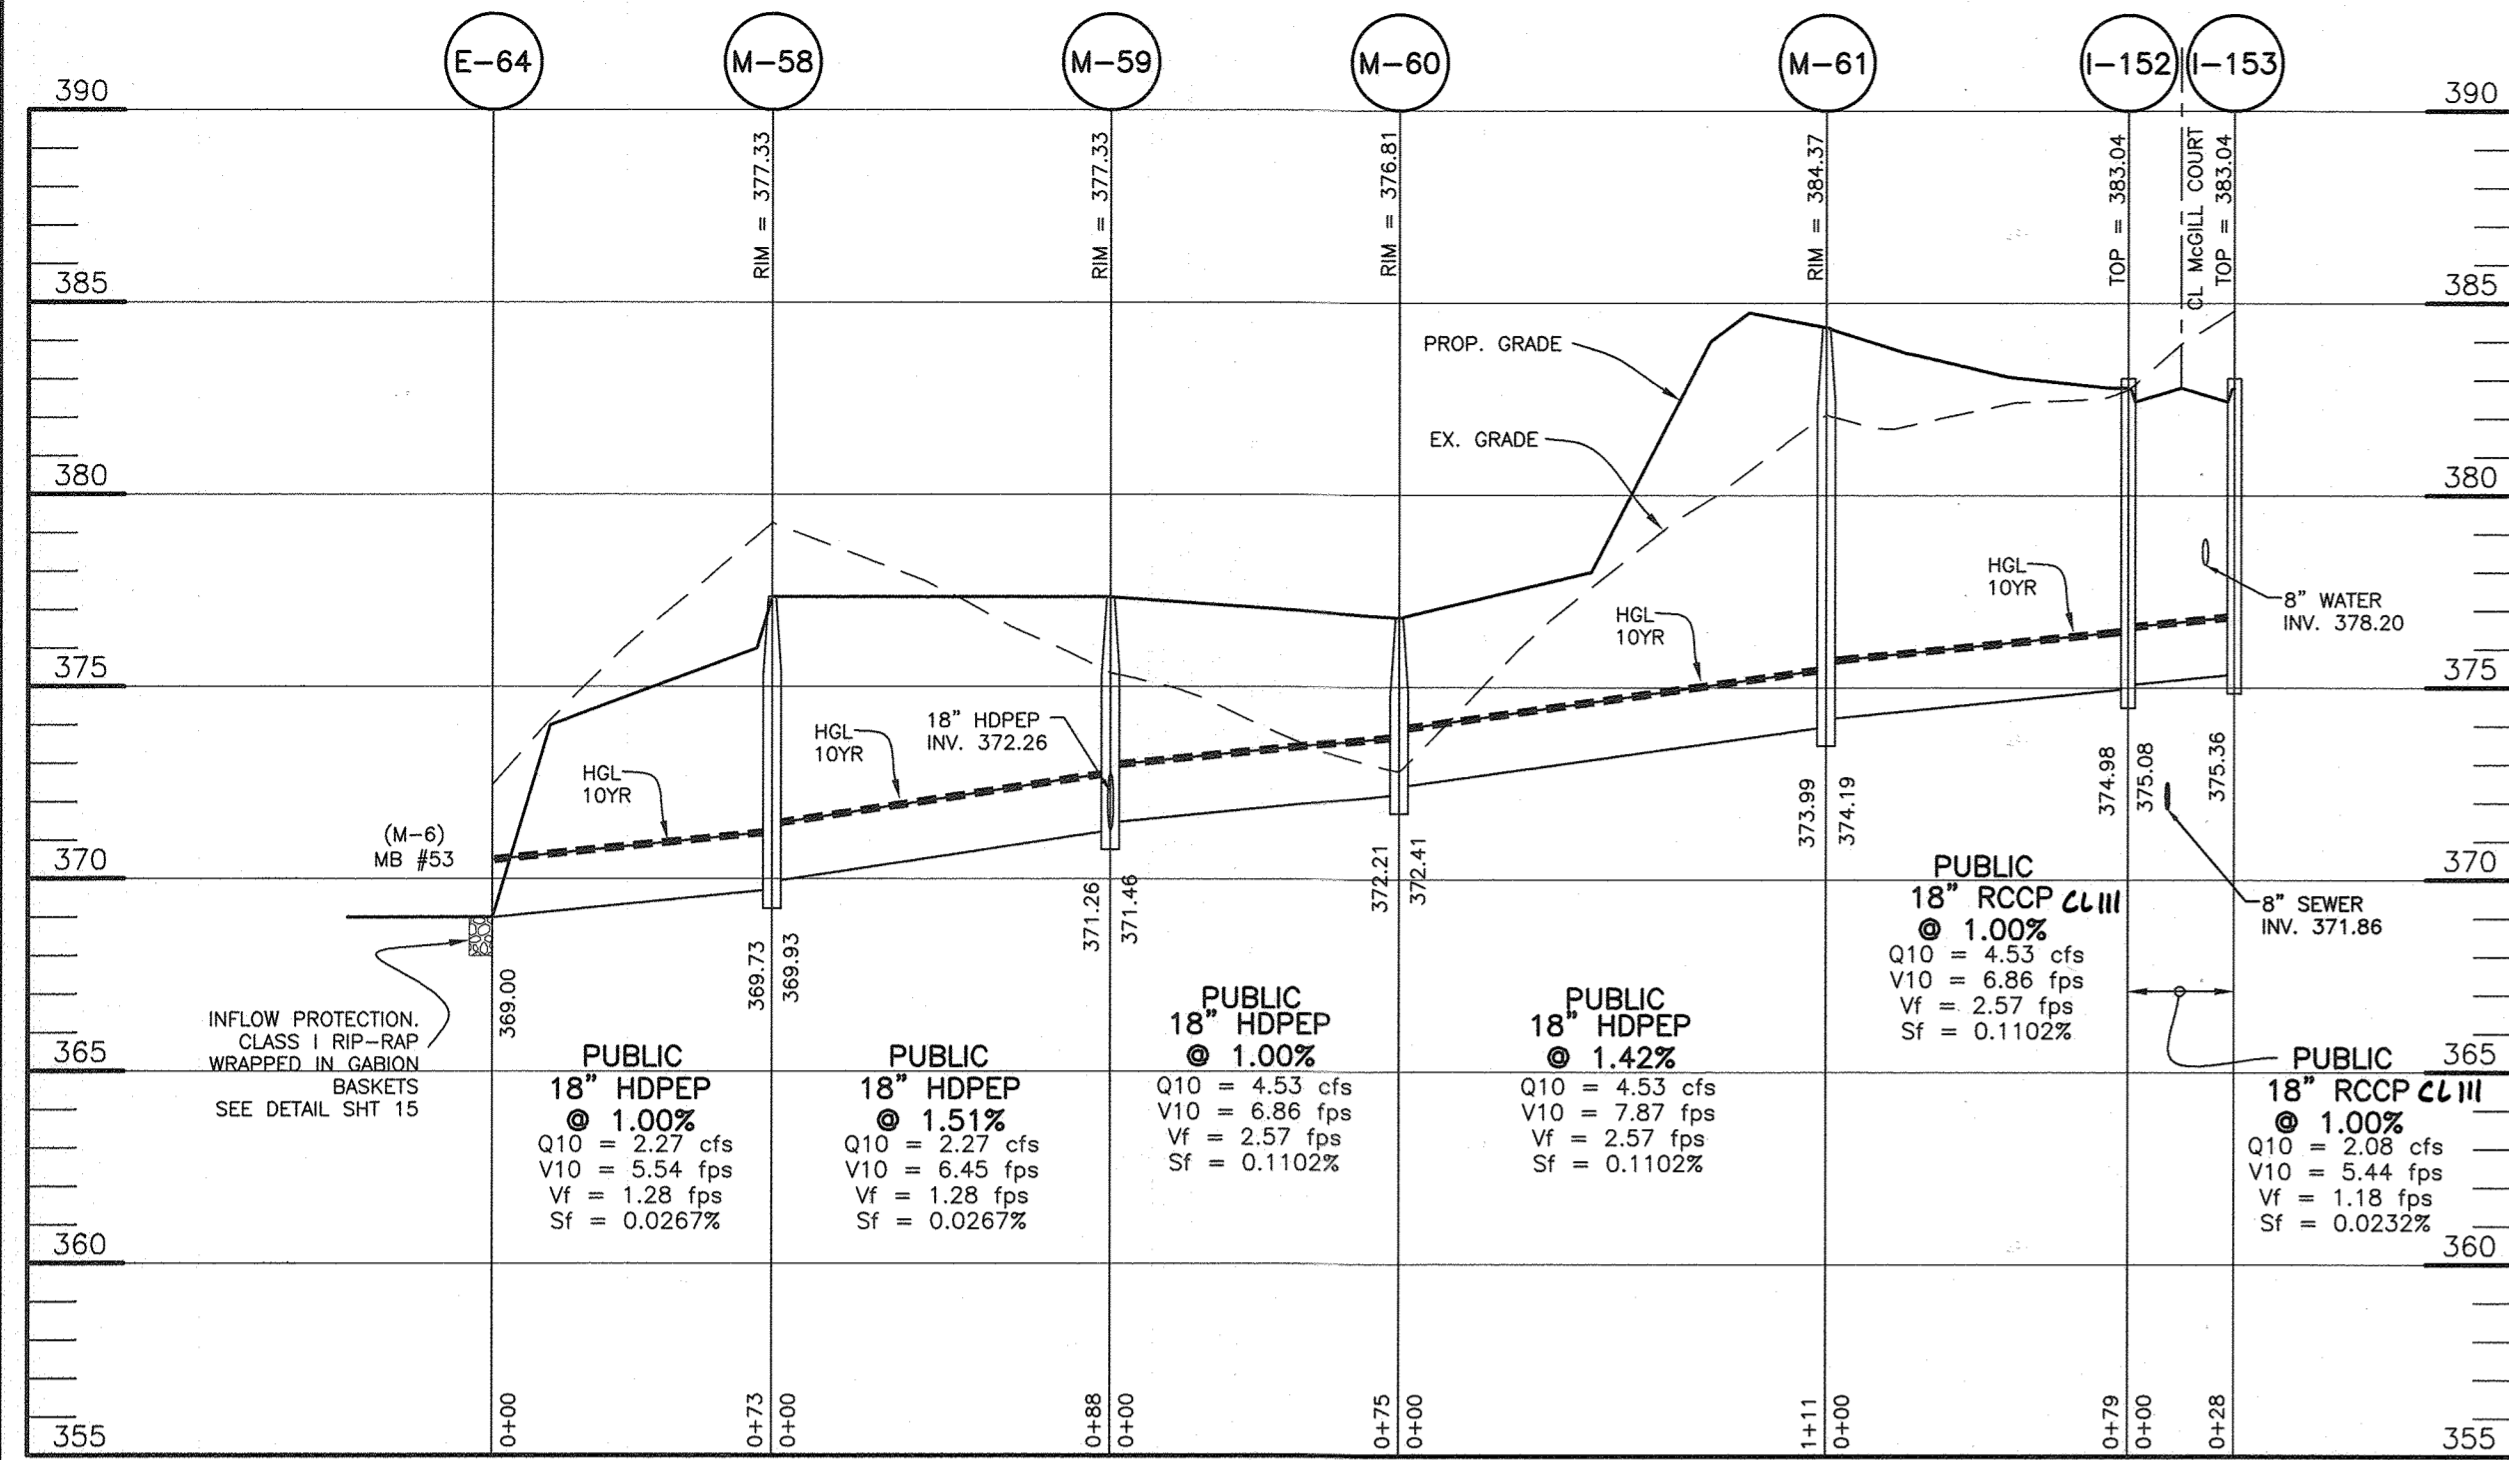 E-64
M-58
M-59
M-60
M-61
I-152
I-153
390
390
385
385
380
380
375
375
370
370
365
365
360
360
355
355
RIM = 377.33
RIM = 377.33
RIM = 376.81
RIM = 384.37
TOP = 383.04
CL McGILL COURT
TOP = 383.04
PROP. GRADE
EX. GRADE
HGL
10YR
HGL
10YR
HGL
10YR
HGL
10YR
18" HDPEP
INV. 372.26
8" WATER
INV. 378.20
8" SEWER
INV. 371.86
(M-6)
MB #53
INFLOW PROTECTION.
CLASS I RIP-RAP
WRAPPED IN GABION
BASKETS
SEE DETAIL SHT 15
369.00
369.73
369.93
371.26
371.46
372.21
372.41
373.99
374.19
374.98
375.08
375.36
PUBLIC
18" HDPEP
@ 1.00%
Q10 = 2.27 cfs
V10 = 5.54 fps
Vf = 1.28 fps
Sf = 0.0267%
PUBLIC
18" HDPEP
@ 1.51%
Q10 = 2.27 cfs
V10 = 6.45 fps
Vf = 1.28 fps
Sf = 0.0267%
PUBLIC
18" HDPEP
@ 1.00%
Q10 = 4.53 cfs
V10 = 6.86 fps
Vf = 2.57 fps
Sf = 0.1102%
PUBLIC
18" HDPEP
@ 1.42%
Q10 = 4.53 cfs
V10 = 7.87 fps
Vf = 2.57 fps
Sf = 0.1102%
PUBLIC
18" RCCP CL III
@ 1.00%
Q10 = 4.53 cfs
V10 = 6.86 fps
Vf = 2.57 fps
Sf = 0.1102%
PUBLIC
18" RCCP CL III
@ 1.00%
Q10 = 2.08 cfs
V10 = 5.44 fps
Vf = 1.18 fps
Sf = 0.0232%
0+00
0+73
0+00
0+88
0+00
0+75
0+00
1+11
0+00
0+79
0+00
0+28